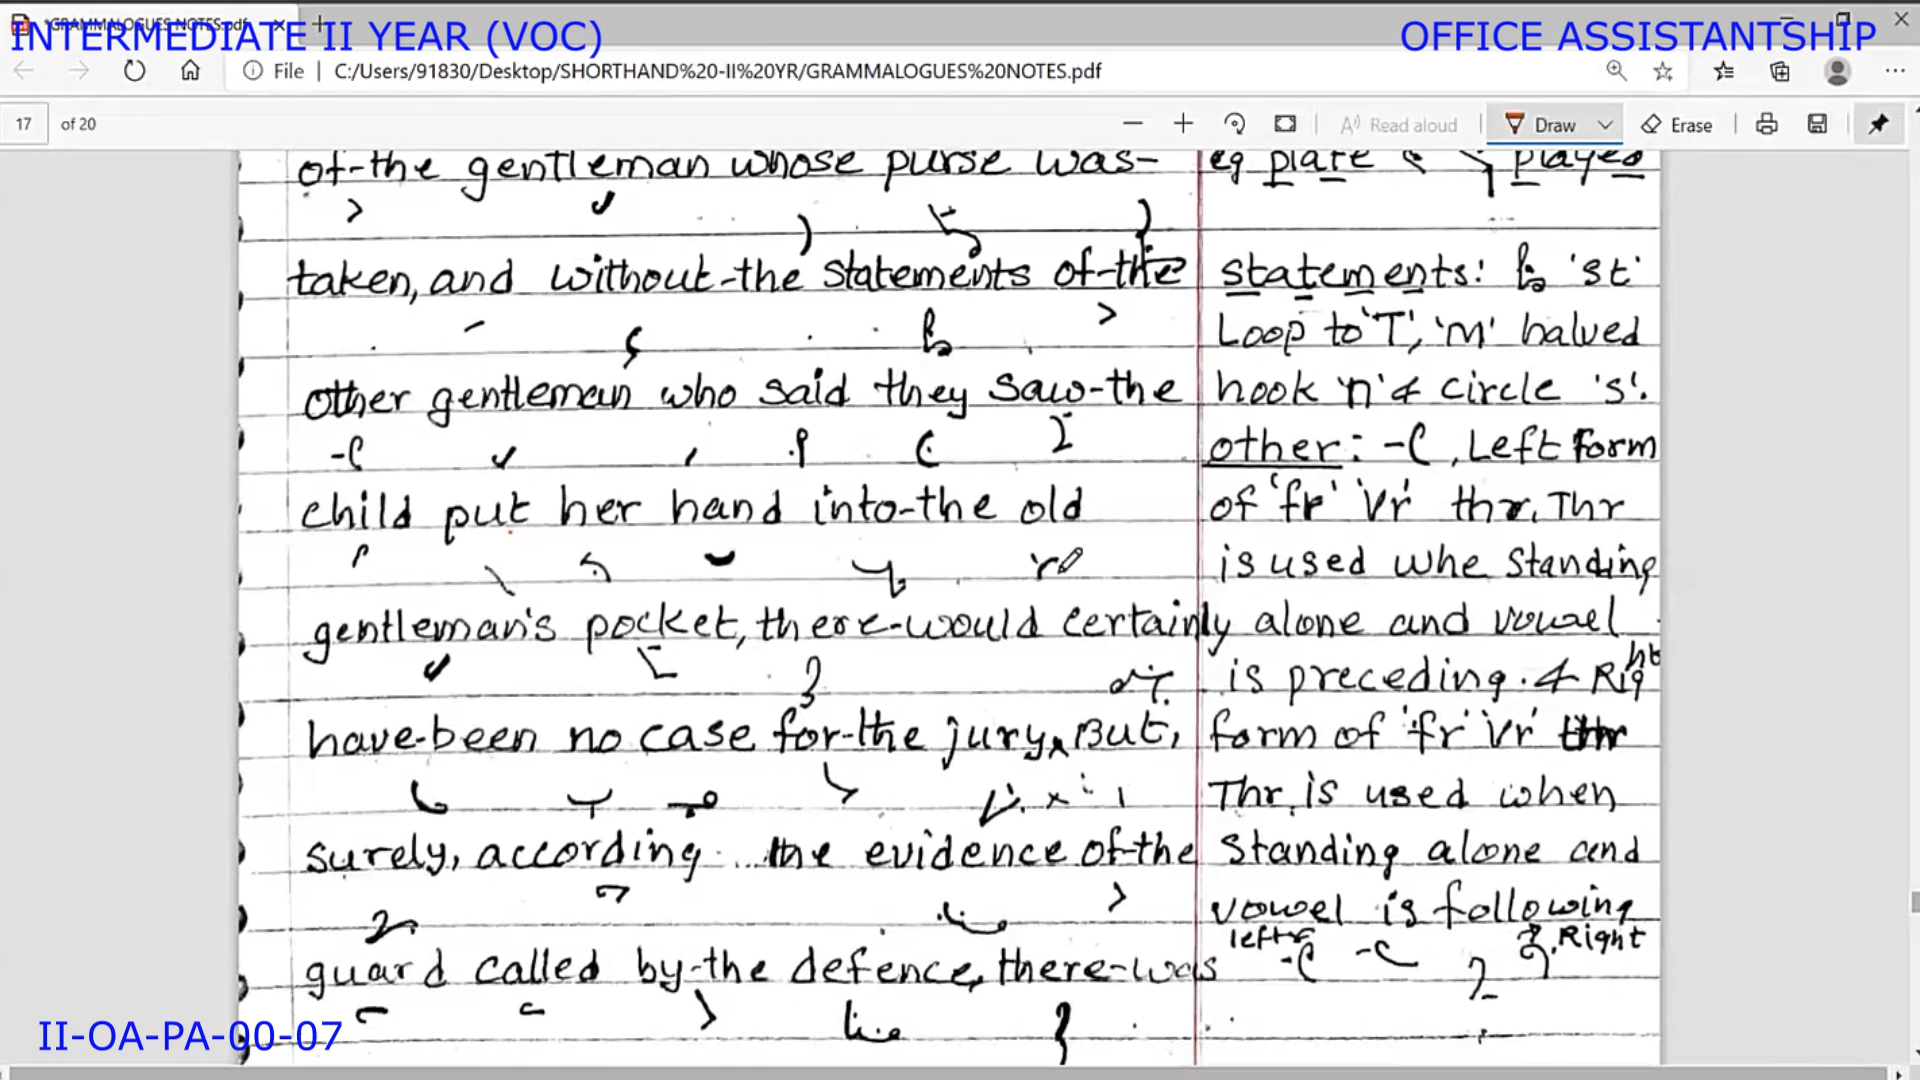 *GRAMMALOGUES NOTES.pdf
INTERMEDIATE II YEAR (VOC)
OFFICE ASSISTANTSHIP
File C:/Users/91830/Desktop/SHORTHAND%20-II%20YR/GRAMMALOGUES%20NOTES.pdf
17 of 20
Read aloud
Draw
Erase
of-the gentleman whose purse was-
taken, and without-the statements of-the
other gentleman who said they saw-the
child put her hand into-the old
gentleman's pocket, there-would certainly
have-been no case for-the jury x But,
surely, according ... the evidence of-the
guard called by-the defence, there-was
eg plate played
statements: 'st'
Loop to 'T', 'M' halved
hook 'n' & circle 's'.
other: , Left form
of 'fr' 'Vr' thr, Thr
is used whe standing
alone and vowel
is preceding. & Right
form of 'fr' 'Vr' thr
Thr, is used when
standing alone and
vowel is following
left
Right
II-OA-PA-00-07